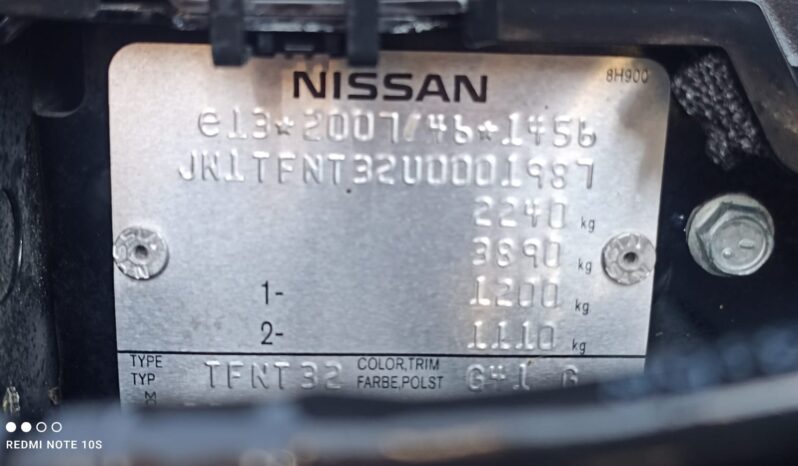 NISSAN
8H900
e13*2007/46*1456
JN1TFNT32U0001987
2240 kg
3890 kg
1- 1200 kg
2- 1110 kg
TYPE TYP TFNT32 COLOR,TRIM FARBE,POLST G41 G
REDMI NOTE 10S